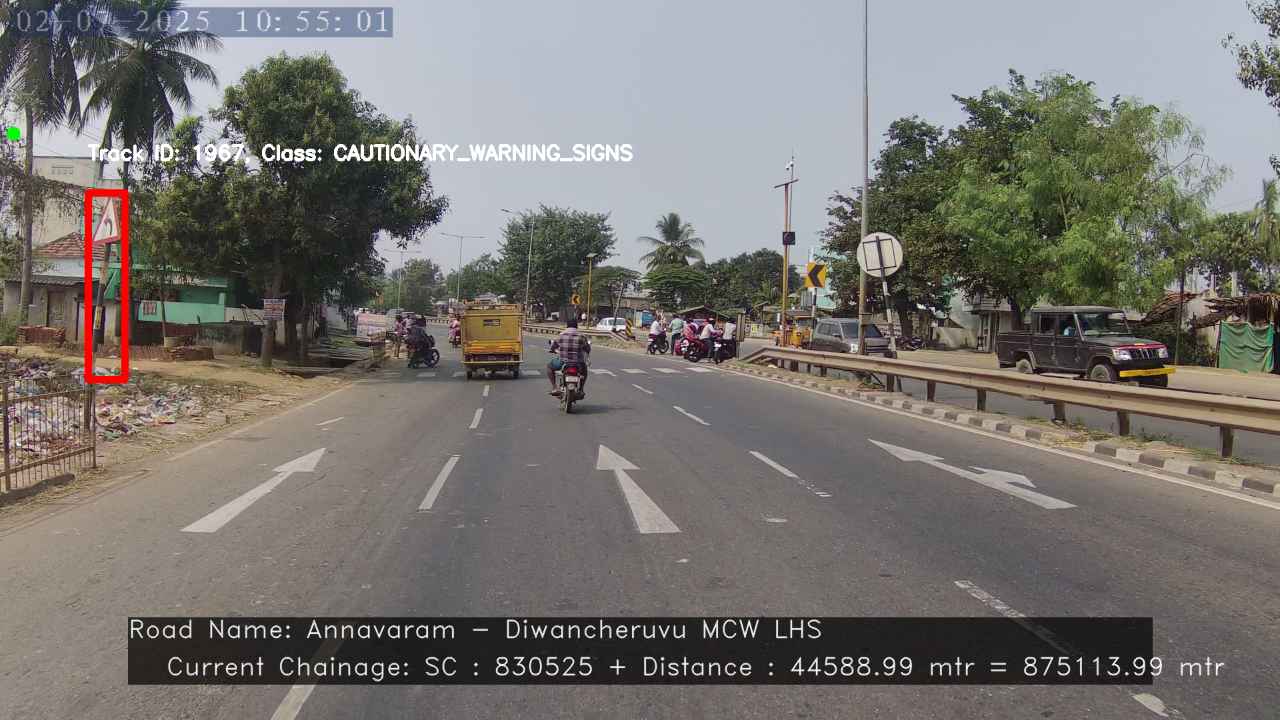 02-07-2025 10:55:01
Track ID: 1967, Class: CAUTIONARY_WARNING_SIGNS
Road Name: Annavaram - Diwancheruvu MCW LHS
Current Chainage: SC : 830525 + Distance : 44588.99 mtr = 875113.99 mtr